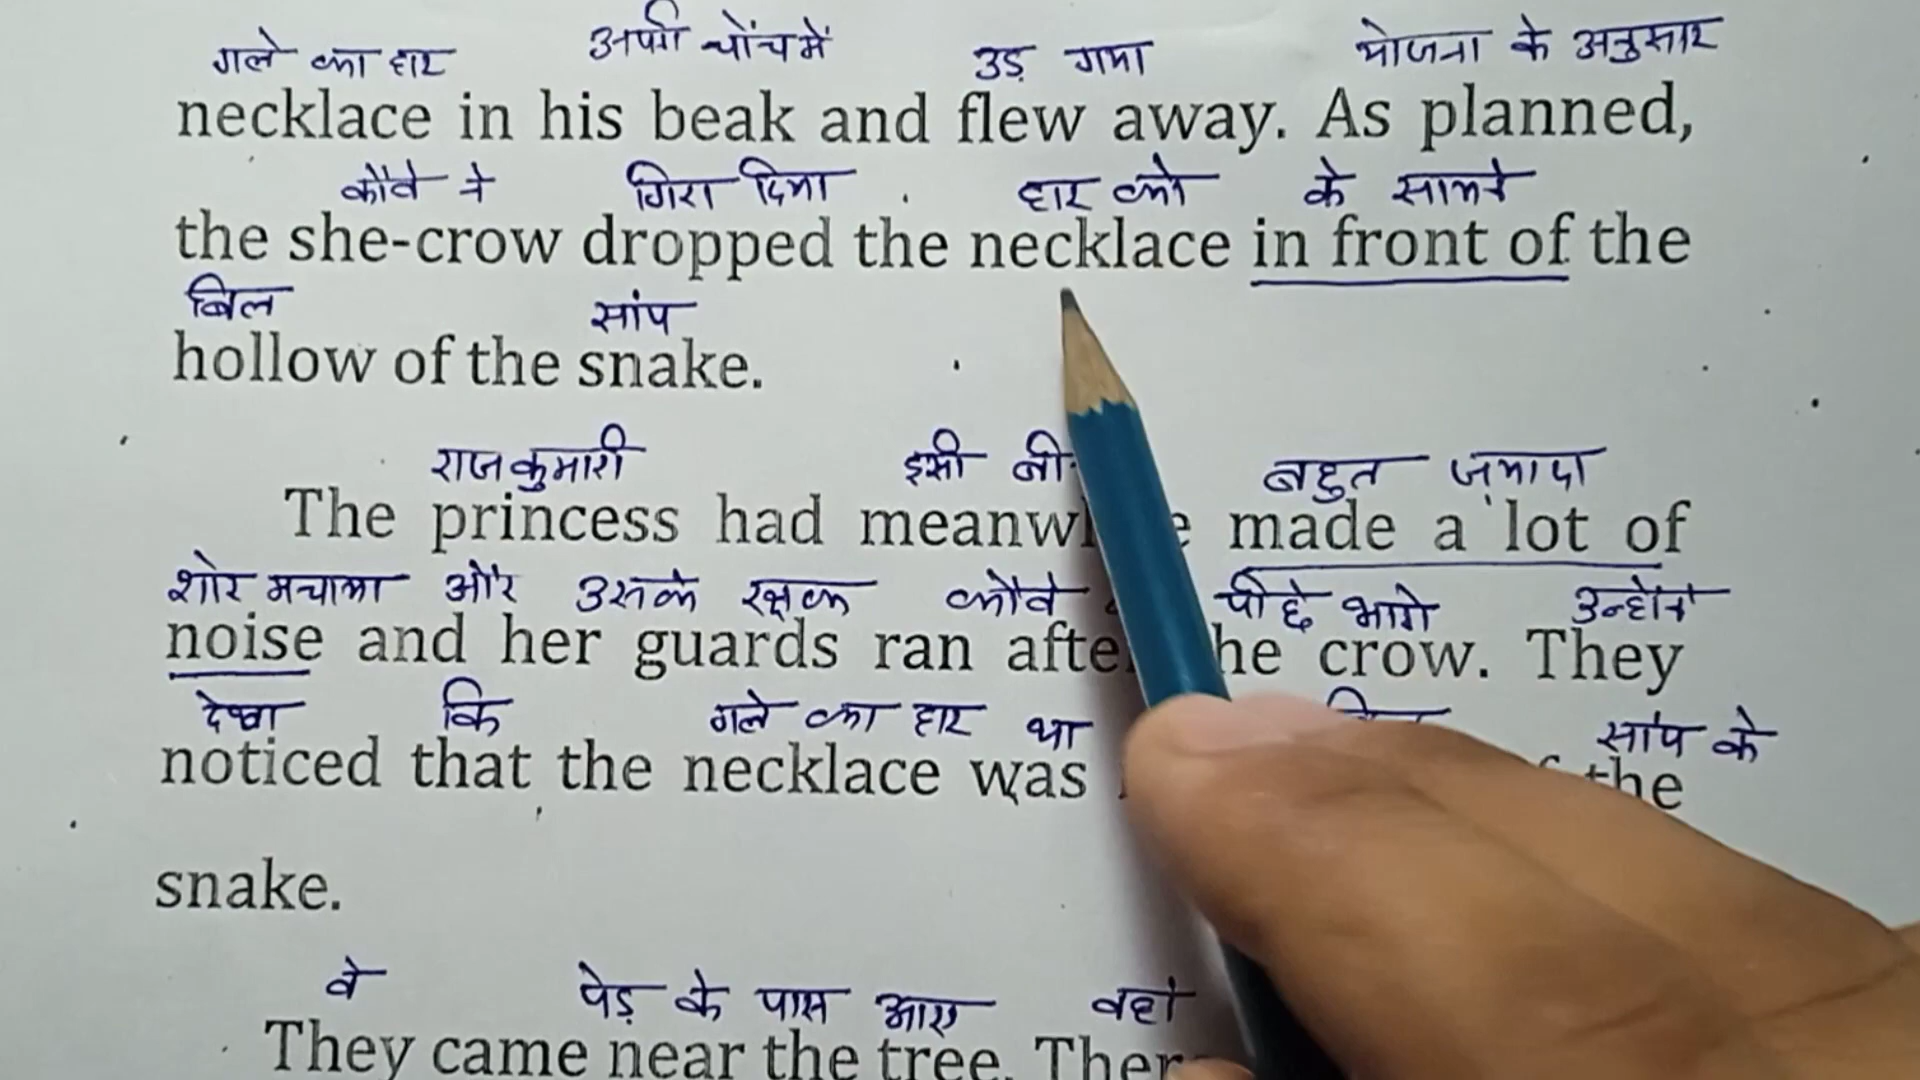 गले का हार अपनी चोंच में उड़ गया योजना के अनुसार
necklace in his beak and flew away. As planned,
कौवे ने गिरा दिया हार को के सामने
the she-crow dropped the necklace in front of the
बिल सांप
hollow of the snake.
राजकुमारी इसी बहुत ज़्यादा
The princess had made a lot of
शोर मचाया और उसके रक्षक कौवे पीछे भागे उन्होंने
noise and her guards ran crow. They
देखा कि गले का हार था सांप के
noticed that the necklace was the
snake.
वे पेड़ के पास आए वहां
They came near the tree.